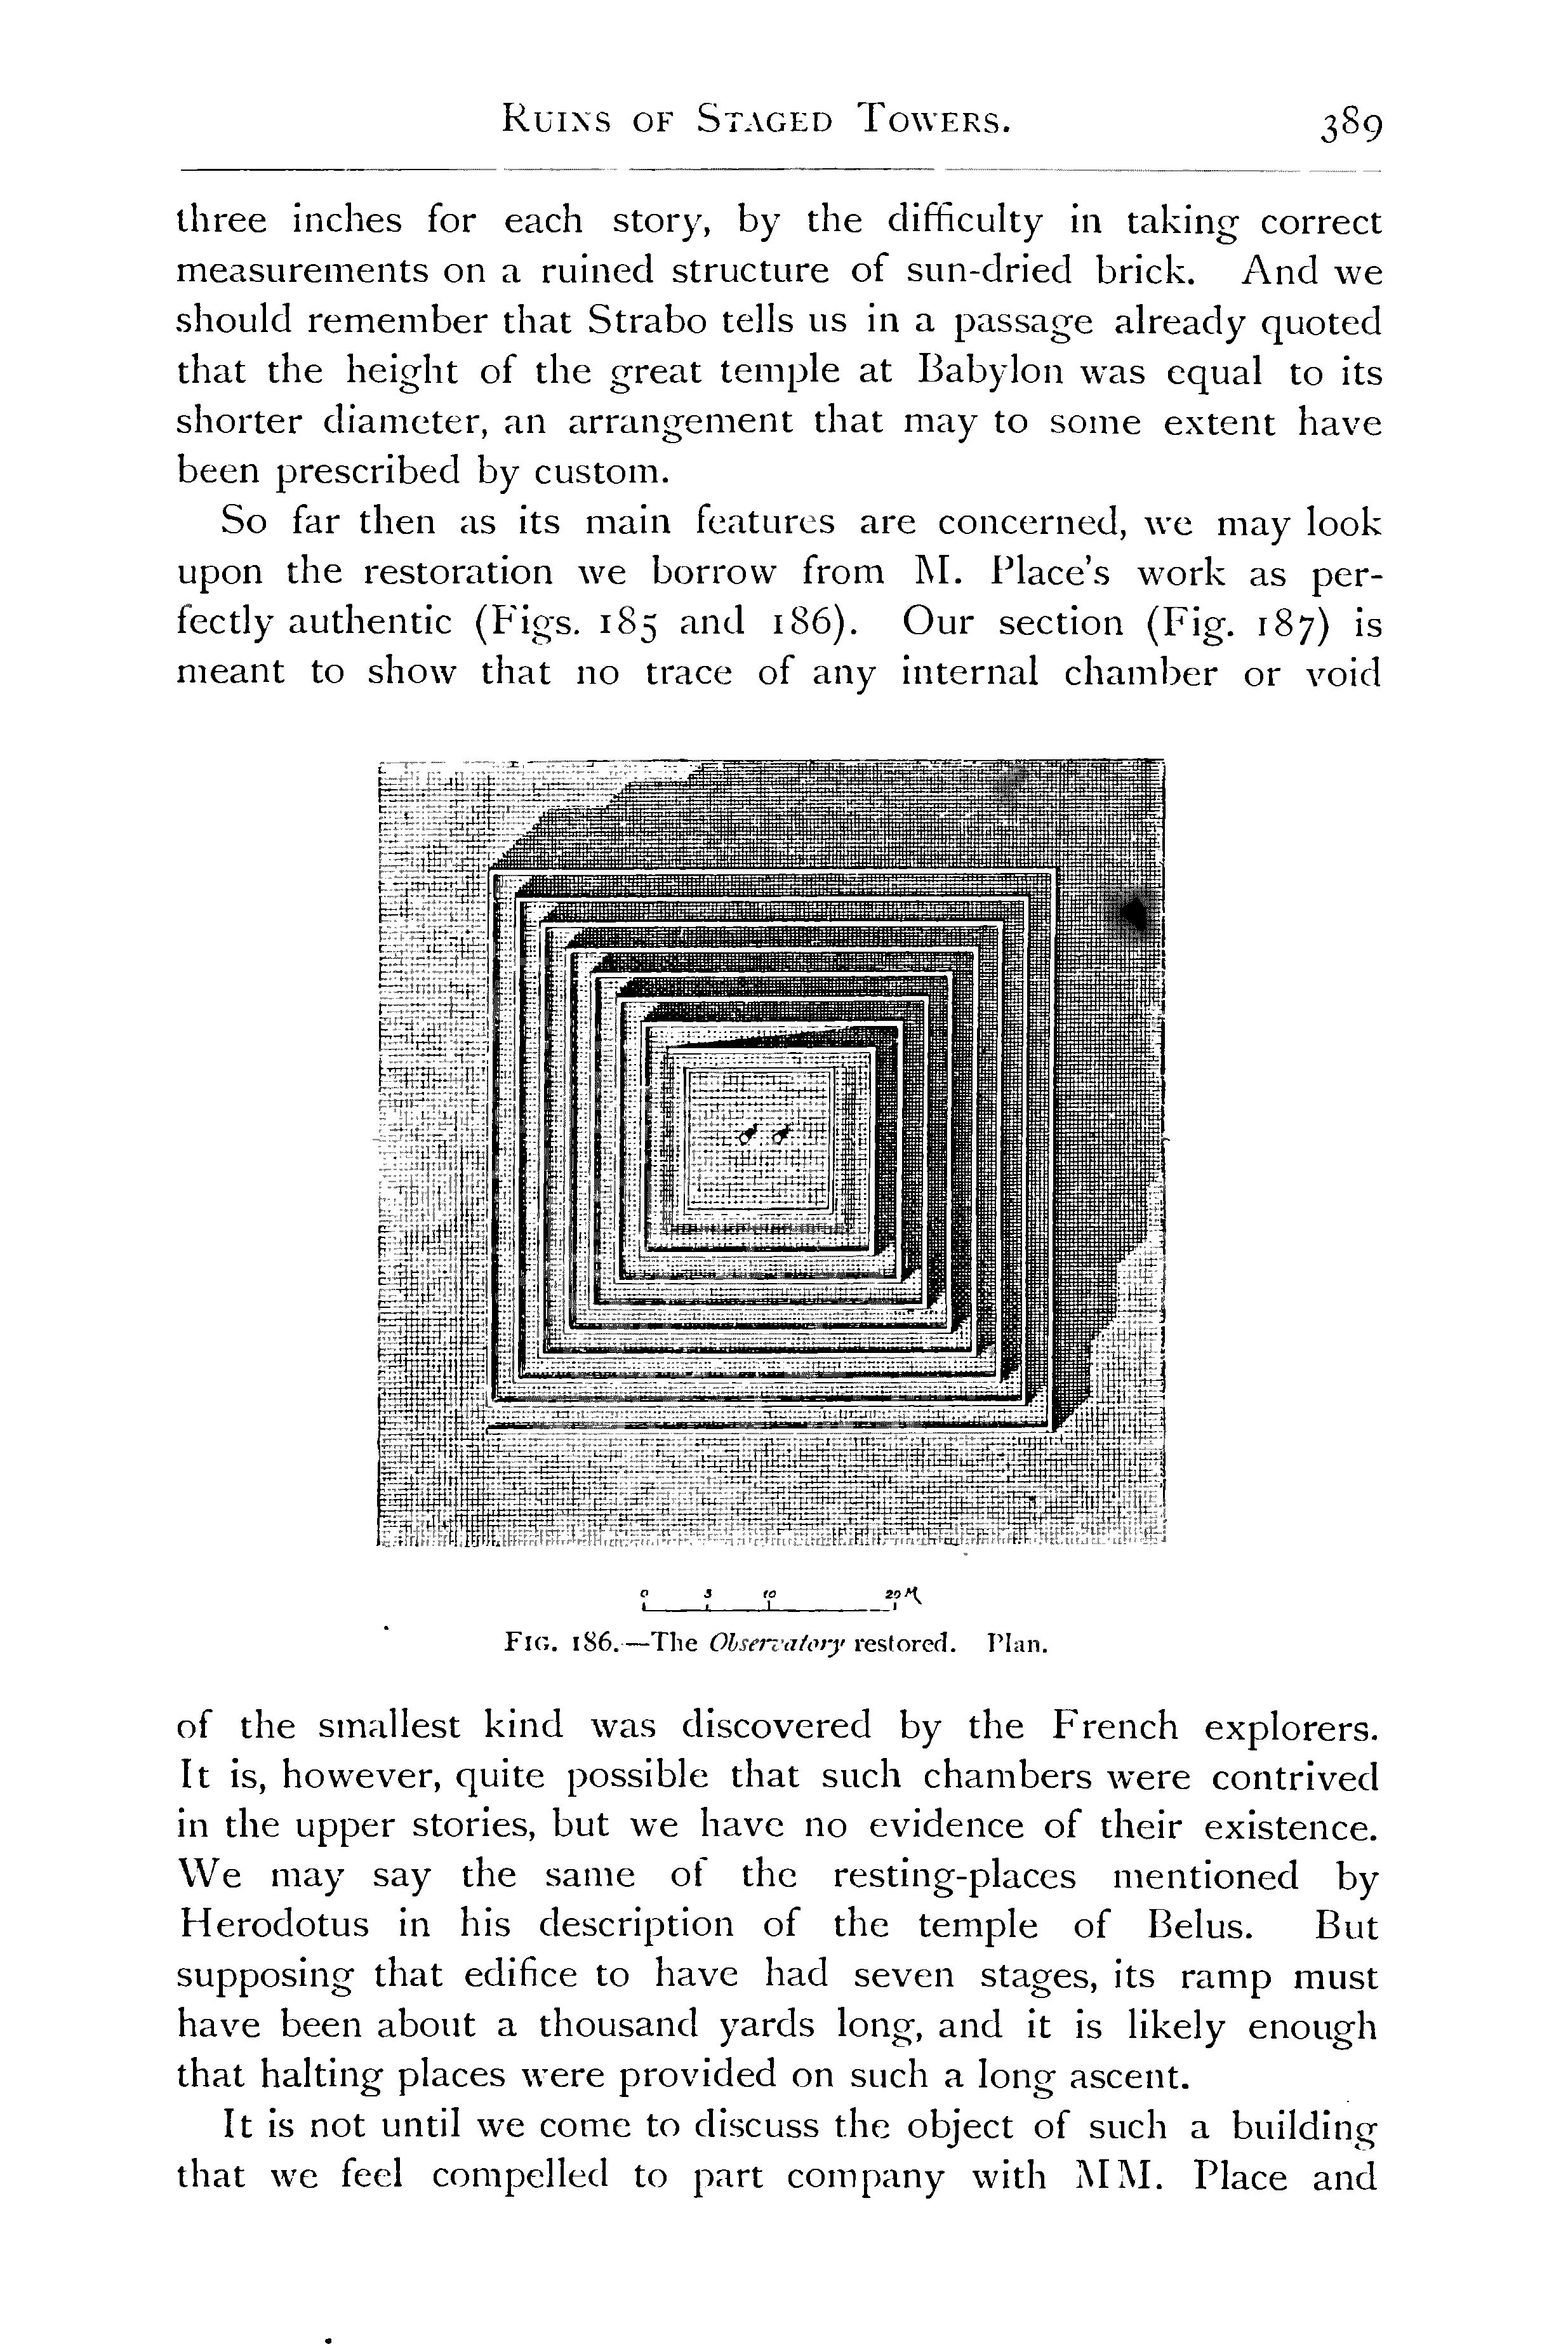 Ruins of Staged Towers. 389
three inches for each story, by the difficulty in taking correct
measurements on a ruined structure of sun-dried brick. And we
should remember that Strabo tells us in a passage already quoted
that the height of the great temple at Babylon was equal to its
shorter diameter, an arrangement that may to some extent have
been prescribed by custom.
So far then as its main features are concerned, we may look
upon the restoration we borrow from M. Place's work as per-
fectly authentic (Figs. 185 and 186). Our section (Fig. 187) is
meant to show that no trace of any internal chamber or void
0 5 10 20 M
Fig. 186.—The Observatory restored. Plan.
of the smallest kind was discovered by the French explorers.
It is, however, quite possible that such chambers were contrived
in the upper stories, but we have no evidence of their existence.
We may say the same of the resting-places mentioned by
Herodotus in his description of the temple of Belus. But
supposing that edifice to have had seven stages, its ramp must
have been about a thousand yards long, and it is likely enough
that halting places were provided on such a long ascent.
It is not until we come to discuss the object of such a building
that we feel compelled to part company with MM. Place and